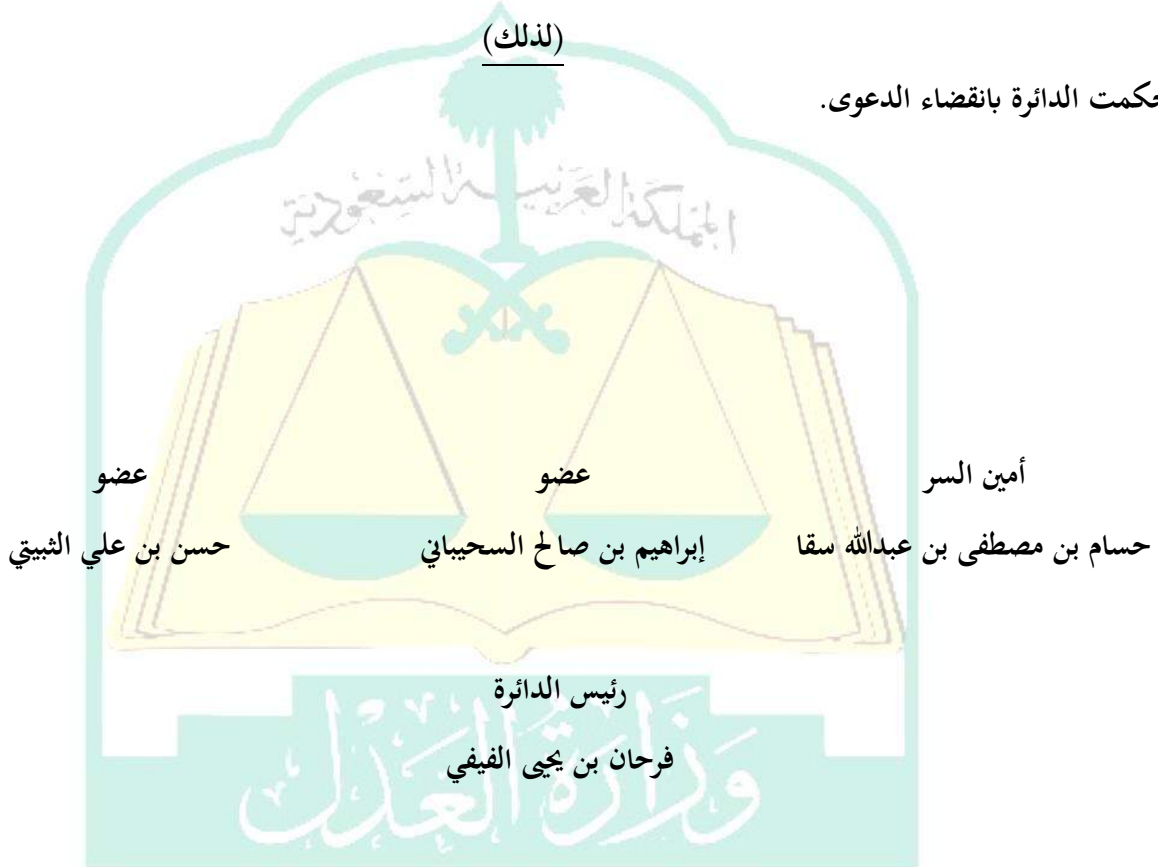 (لذلك)
حكمت الدائرة بانقضاء الدعوى.
المملكة العربية السعودية
أمين السر عضو عضو
حسام بن مصطفى بن عبدالله سقا إبراهيم بن صالح السحيباني حسن بن علي الثبيتي
رئيس الدائرة
فرحان بن يحيى الفيفي
وزارة العدل